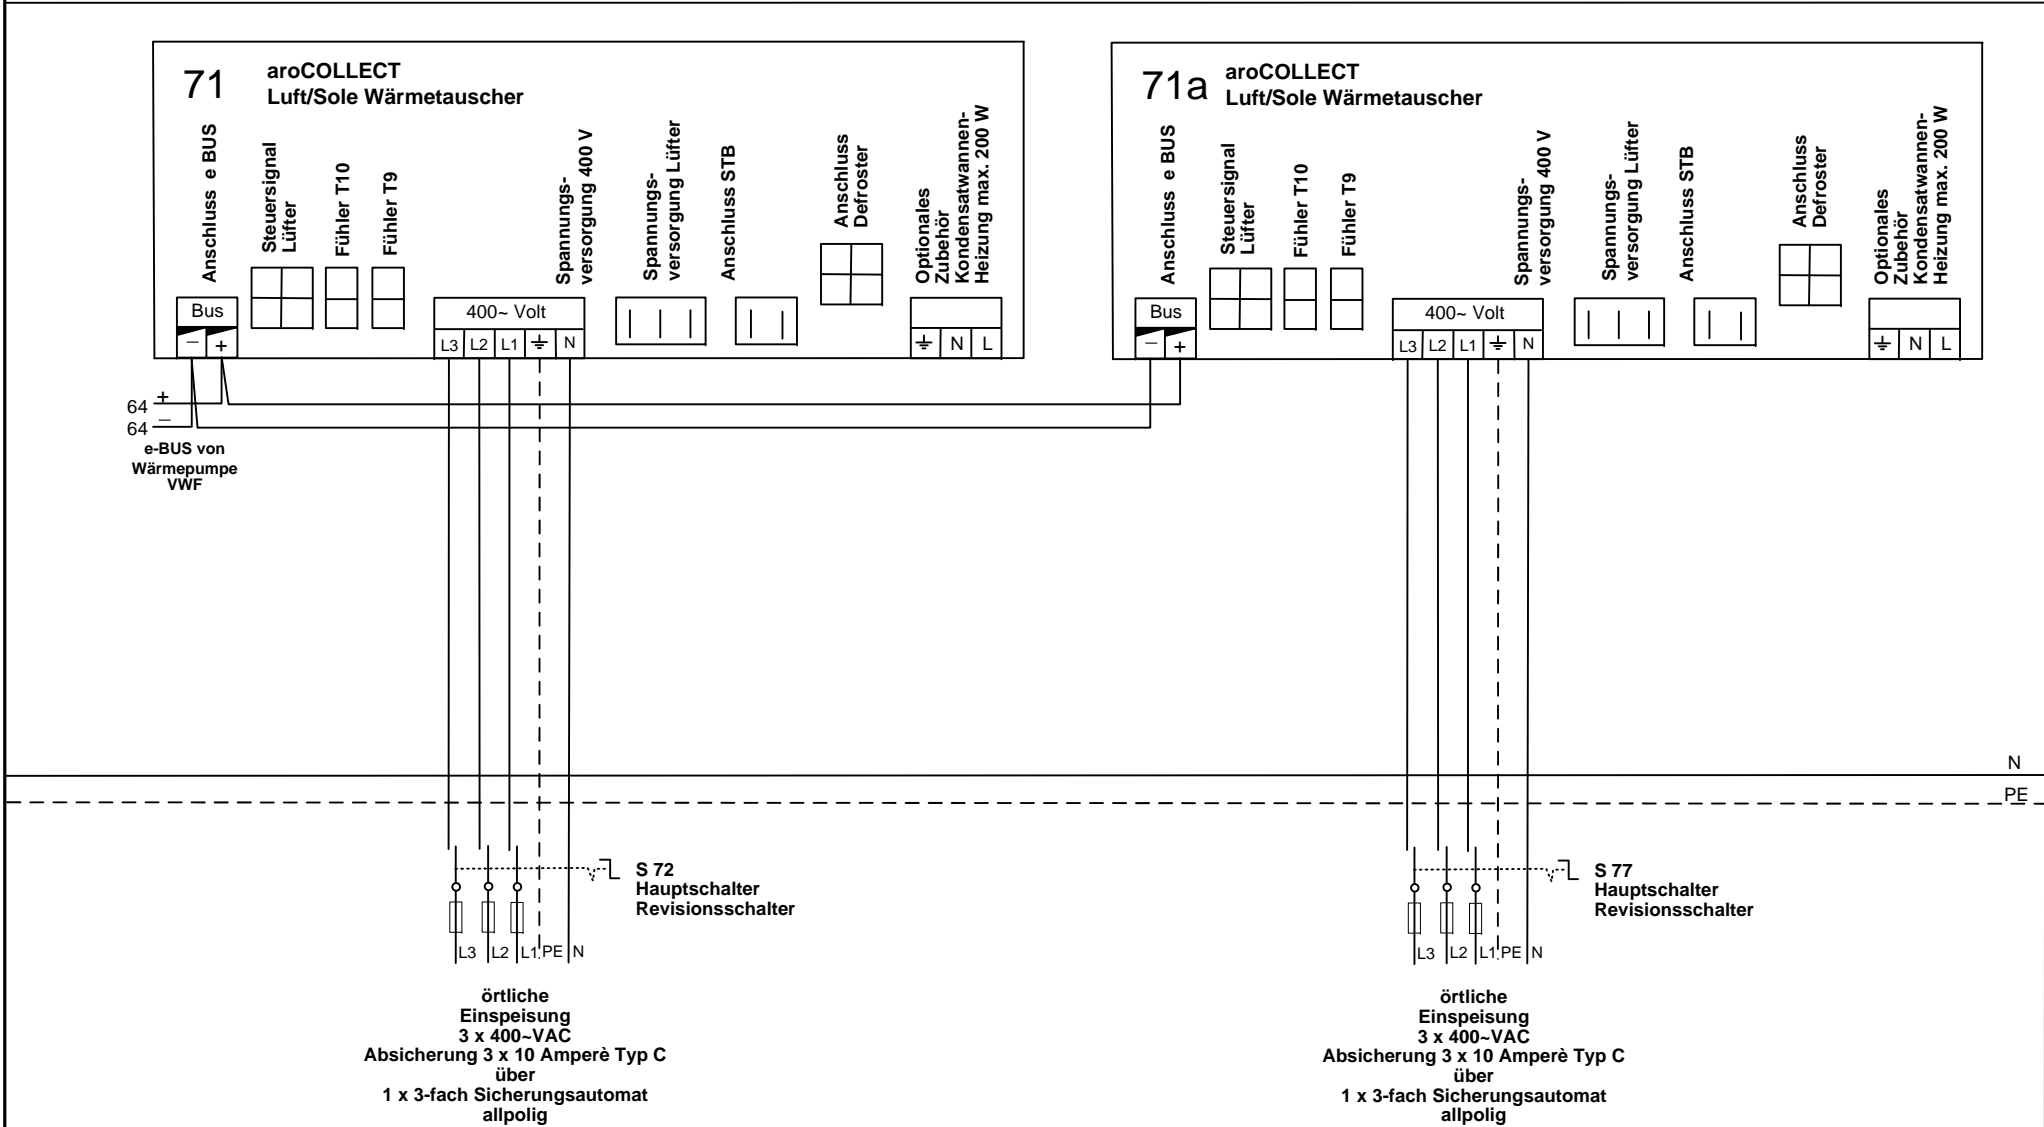 71
aroCOLLECT
Luft/Sole Wärmetauscher
Anschluss e BUS
Steuersignal
Lüfter
Fühler T10
Fühler T9
Spannungs-
versorgung 400 V
Spannungs-
versorgung Lüfter
Anschluss STB
Anschluss
Defroster
Optionales
Zubehör
Kondensatwannen-
Heizung max. 200 W
Bus
− +
400~ Volt
L3 L2 L1 ⏚ N
⏚ N L
71a
aroCOLLECT
Luft/Sole Wärmetauscher
Anschluss e BUS
Steuersignal
Lüfter
Fühler T10
Fühler T9
Spannungs-
versorgung 400 V
Spannungs-
versorgung Lüfter
Anschluss STB
Anschluss
Defroster
Optionales
Zubehör
Kondensatwannen-
Heizung max. 200 W
Bus
− +
400~ Volt
L3 L2 L1 ⏚ N
⏚ N L
64 +
64 −
e-BUS von
Wärmepumpe
VWF
N
PE
S 72
Hauptschalter
Revisionsschalter
L3 L2 L1 PE N
örtliche
Einspeisung
3 x 400~VAC
Absicherung 3 x 10 Amperè Typ C
über
1 x 3-fach Sicherungsautomat
allpolig
S 77
Hauptschalter
Revisionsschalter
L3 L2 L1 PE N
örtliche
Einspeisung
3 x 400~VAC
Absicherung 3 x 10 Amperè Typ C
über
1 x 3-fach Sicherungsautomat
allpolig